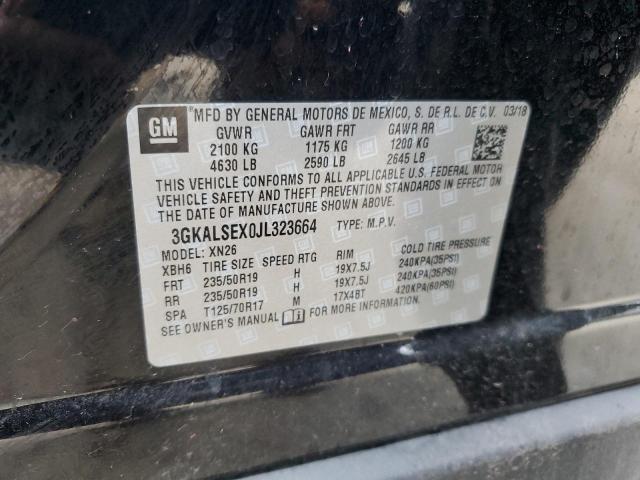 GM
*MFD BY GENERAL MOTORS DE MEXICO, S. DE R.L. DE C.V. 03/18
GVWR GAWR FRT GAWR RR
2100 KG 1175 KG 1200 KG
4630 LB 2590 LB 2645 LB
THIS VEHICLE CONFORMS TO ALL APPLICABLE U.S. FEDERAL MOTOR
VEHICLE SAFETY AND THEFT PREVENTION STANDARDS IN EFFECT ON
DATE OF MANUFACTURE SHOWN ABOVE.
3GKALSEX0JL323664 TYPE: M.P.V.
MODEL: XN26
XBH6 TIRE SIZE SPEED RTG RIM COLD TIRE PRESSURE
FRT 235/50R19 H 19X7.5J 240KPA(35PSI)
RR 235/50R19 H 19X7.5J 240KPA(35PSI)
SPA T125/70R17 M 17X4BT 420KPA(60PSI)
SEE OWNER'S MANUAL FOR MORE INFORMATION.